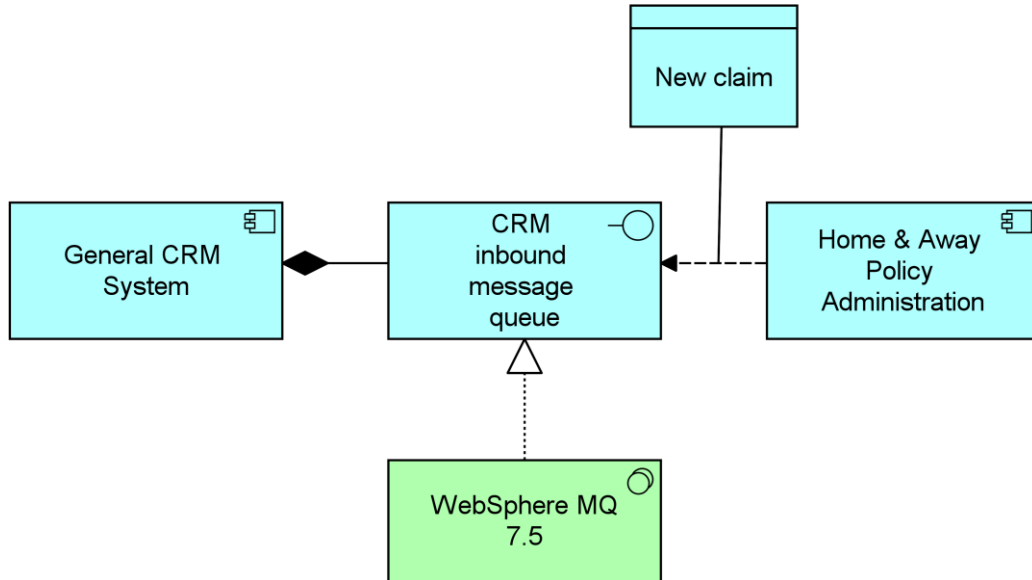 New claim
General CRM
System
CRM
inbound
message
queue
Home & Away
Policy
Administration
WebSphere MQ
7.5